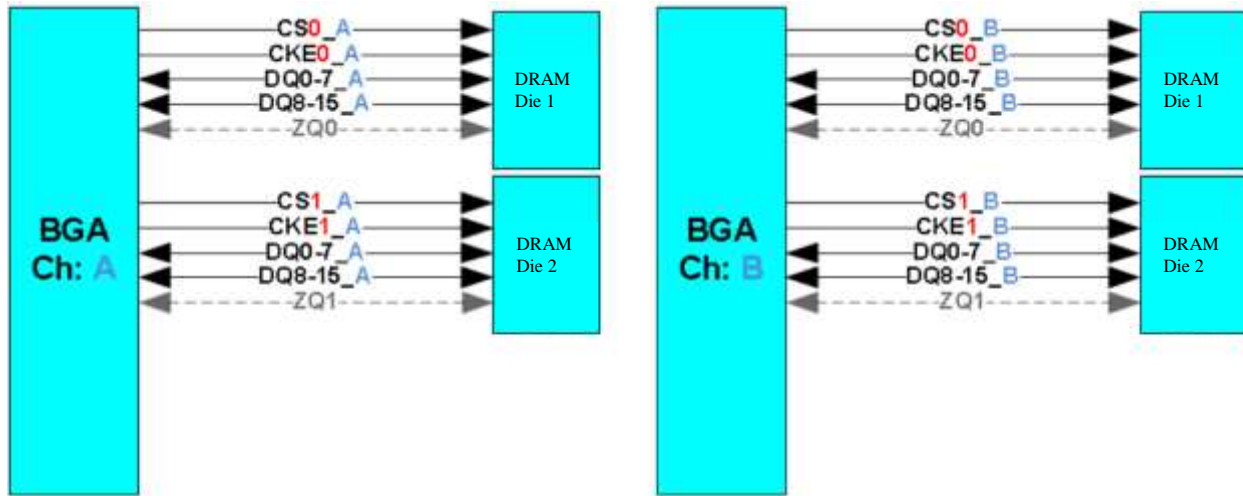 CS0_A
CKE0_A
DQ0-7_A
DQ8-15_A
ZQ0
DRAM
Die 1
CS1_A
CKE1_A
DQ0-7_A
DQ8-15_A
ZQ1
DRAM
Die 2
BGA
Ch: A
CS0_B
CKE0_B
DQ0-7_B
DQ8-15_B
ZQ0
DRAM
Die 1
CS1_B
CKE1_B
DQ0-7_B
DQ8-15_B
ZQ1
DRAM
Die 2
BGA
Ch: B